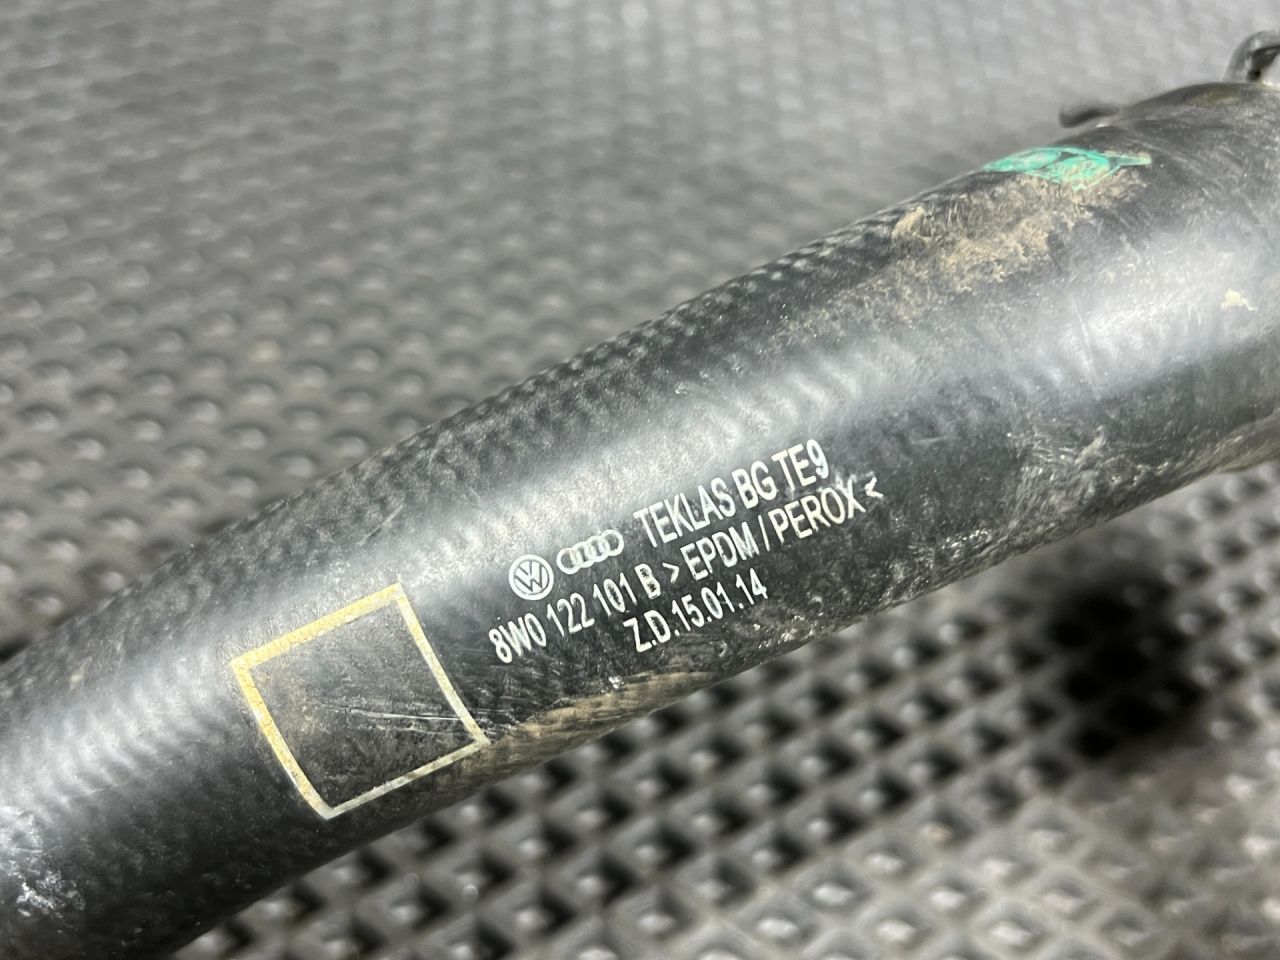 TEKLAS BG TE9
8W0 122 101 B >EPDM / PEROX<
Z.D.15.01.14